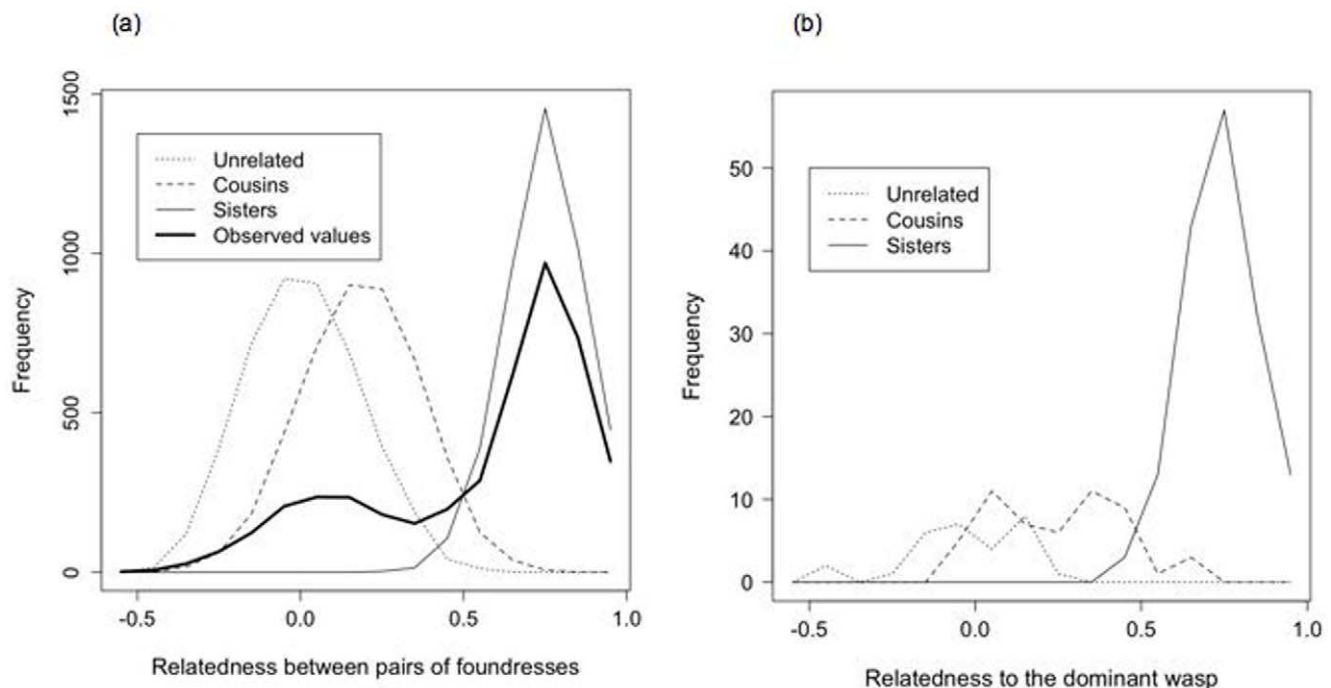 (a)
1500
1000
500
0
Frequency
Unrelated
Cousins
Sisters
Observed values
-0.5
0.0
0.5
1.0
Relatedness between pairs of foundresses
(b)
50
40
30
20
10
0
Frequency
Unrelated
Cousins
Sisters
-0.5
0.0
0.5
1.0
Relatedness to the dominant wasp